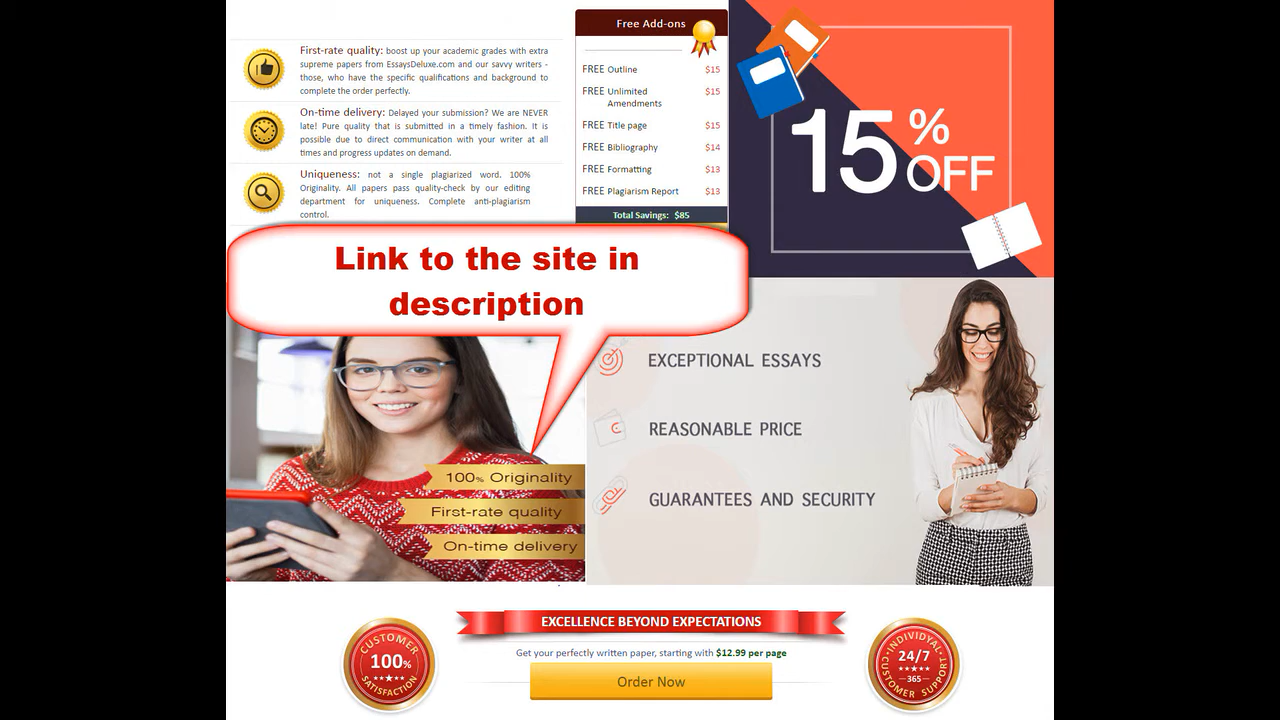 First-rate quality: boost up your academic grades with extra
supreme papers from EssaysDeluxe.com and our savvy writers -
those, who have the specific qualifications and background to
complete the order perfectly.
On-time delivery: Delayed your submission? We are NEVER
late! Pure quality that is submitted in a timely fashion. It is
possible due to direct communication with your writer at all
times and progress updates on demand.
Uniqueness: not a single plagiarized word. 100%
Originality. All papers pass quality-check by our editing
department for uniqueness. Complete anti-plagiarism
control.
Free Add-ons
FREE Outline $15
FREE Unlimited $15
Amendments
FREE Title page $15
FREE Bibliography $14
FREE Formatting $13
FREE Plagiarism Report $13
Total Savings: $85
15% OFF
Link to the site in
description
100% Originality
First-rate quality
On-time delivery
EXCEPTIONAL ESSAYS
REASONABLE PRICE
GUARANTEES AND SECURITY
EXCELLENCE BEYOND EXPECTATIONS
Get your perfectly written paper, starting with $12.99 per page
Order Now
CUSTOMER
100%
SATISFACTION
INDIVIDYAL
24/7
365
CUSTOMER SUPPORT